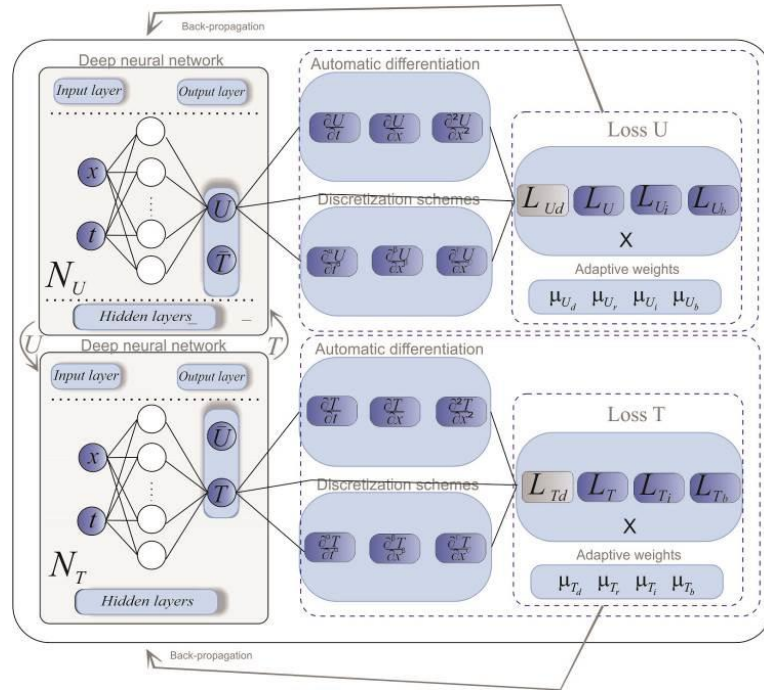 Back-propagation
Deep neural network
Input layer
Output layer
x
t
U
T̄
N_U
Hidden layers
Automatic differentiation
∂U/∂t ∂U/∂x ∂²U/∂x²
Discretization schemes
Loss U
L_Ud L_U L_Ui L_Ub
X
Adaptive weights
μ_Ud μ_Ur μ_Ui μ_Ub
U
T
Deep neural network
Input layer
Output layer
x
t
Ū
T
N_T
Hidden layers
Automatic differentiation
∂T/∂t ∂T/∂x ∂²T/∂x²
Discretization schemes
Loss T
L_Td L_T L_Ti L_Tb
X
Adaptive weights
μ_Td μ_Tr μ_Ti μ_Tb
Back-propagation